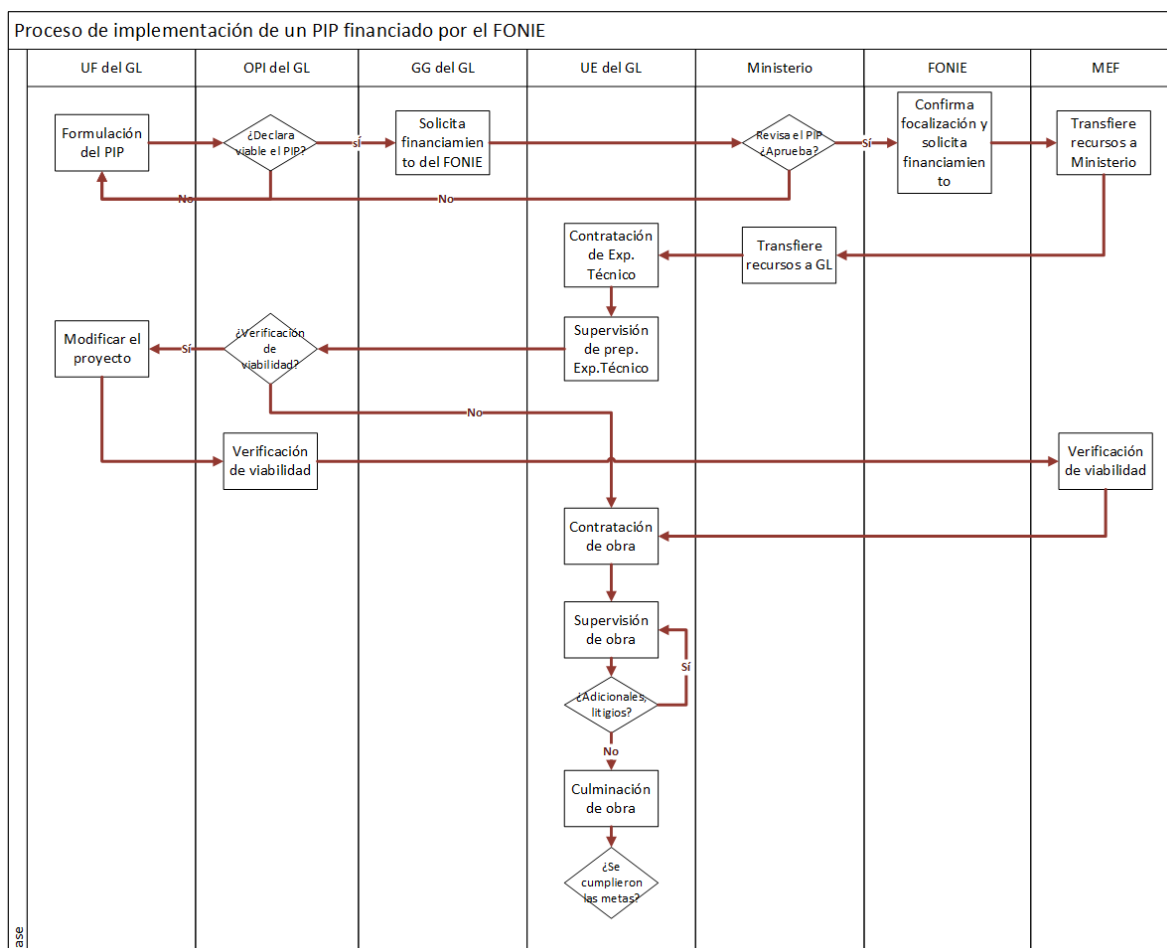 Proceso de implementación de un PIP financiado por el FONIE
UF del GL
OPI del GL
GG del GL
UE del GL
Ministerio
FONIE
MEF
Formulación
del PIP
¿Declara
viable el PIP?
sí
Solicita
financiamie
nto del FONIE
Revisa el PIP
¿Aprueba?
Sí
Confirma
focalización y
solicita
financiamie
nto
Transfiere
recursos a
Ministerio
No
No
Contratación
de Exp.
Técnico
Transfiere
recursos a GL
Modificar el
proyecto
Sí
¿Verificación
de
viabilidad?
Supervisión
de prep.
Exp.Técnico
No
Verificación
de viabilidad
Verificación
de viabilidad
Contratación
de obra
Supervisión
de obra
Sí
¿Adicionales,
litigios?
No
Culminación
de obra
¿Se
cumplieron
las metas?
ase